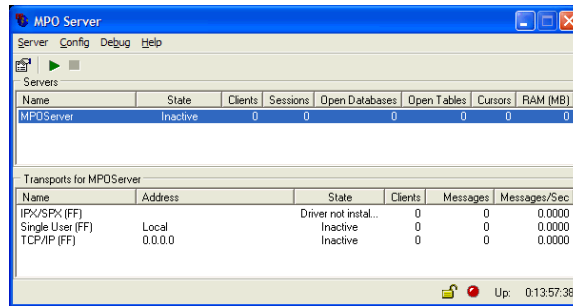 MPO Server
Server Config Debug Help
Servers
Name State Clients Sessions Open Databases Open Tables Cursors RAM (MB)
MPOServer Inactive 0 0 0 0 0 0
Transports for MPOServer
Name Address State Clients Messages Messages/Sec
IPX/SPX (FF) Driver not instal... 0 0 0.0000
Single User (FF) Local Inactive 0 0 0.0000
TCP/IP (FF) 0.0.0.0 Inactive 0 0 0.0000
Up: 0:13:57:38